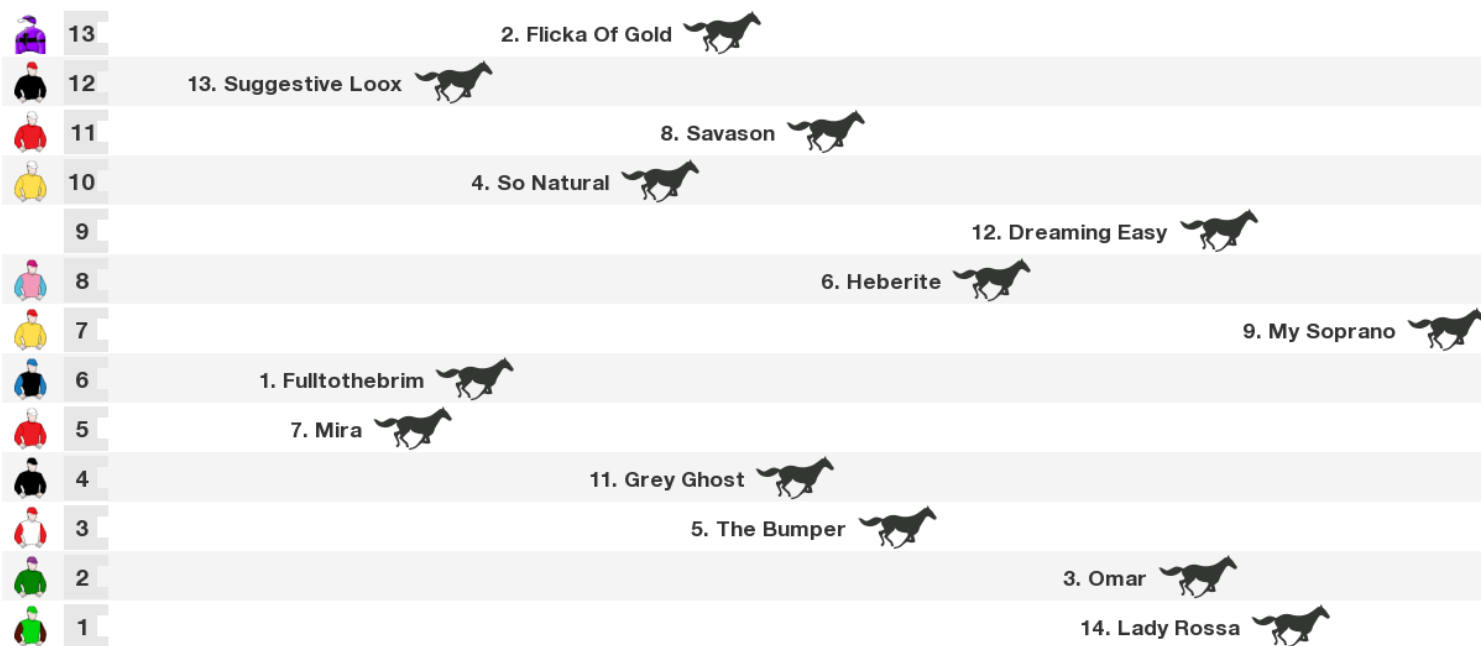 13 2. Flicka Of Gold
12 13. Suggestive Loox
11 8. Savason
10 4. So Natural
9 12. Dreaming Easy
8 6. Heberite
7 9. My Soprano
6 1. Fulltothebrim
5 7. Mira
4 11. Grey Ghost
3 5. The Bumper
2 3. Omar
1 14. Lady Rossa